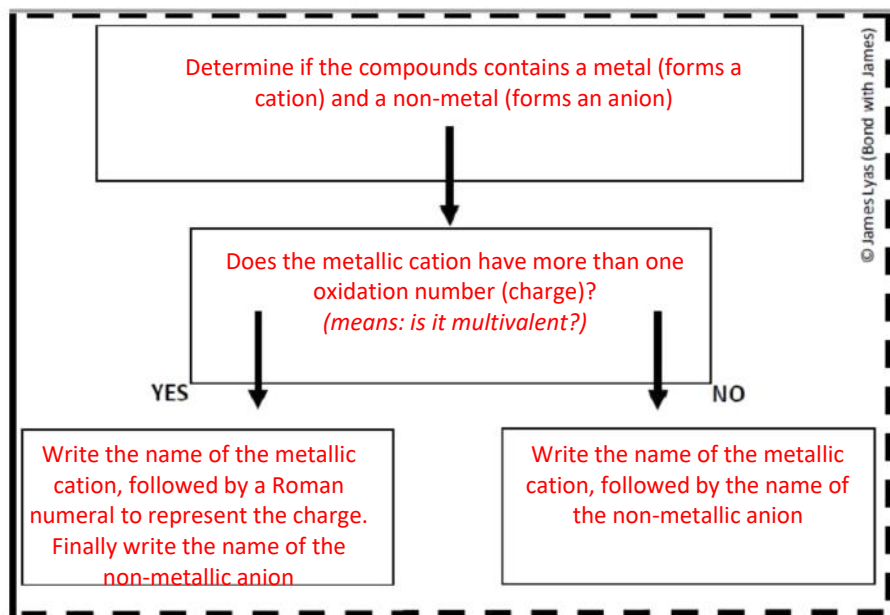 Determine if the compounds contains a metal (forms a
cation) and a non-metal (forms an anion)
© James Lyas (Bond with James)
Does the metallic cation have more than one
oxidation number (charge)?
(means: is it multivalent?)
YES
NO
Write the name of the metallic
cation, followed by a Roman
numeral to represent the charge.
Finally write the name of the
non-metallic anion
Write the name of the metallic
cation, followed by the name of
the non-metallic anion